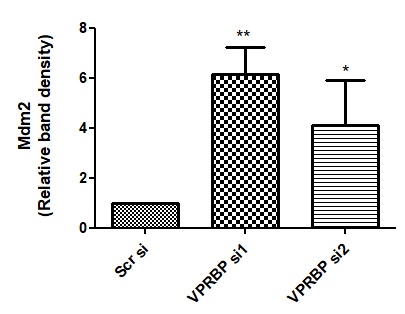 Mdm2
(Relative band density)
8
6
4
2
0
**
*
Scr si
VPRBP si1
VPRBP si2